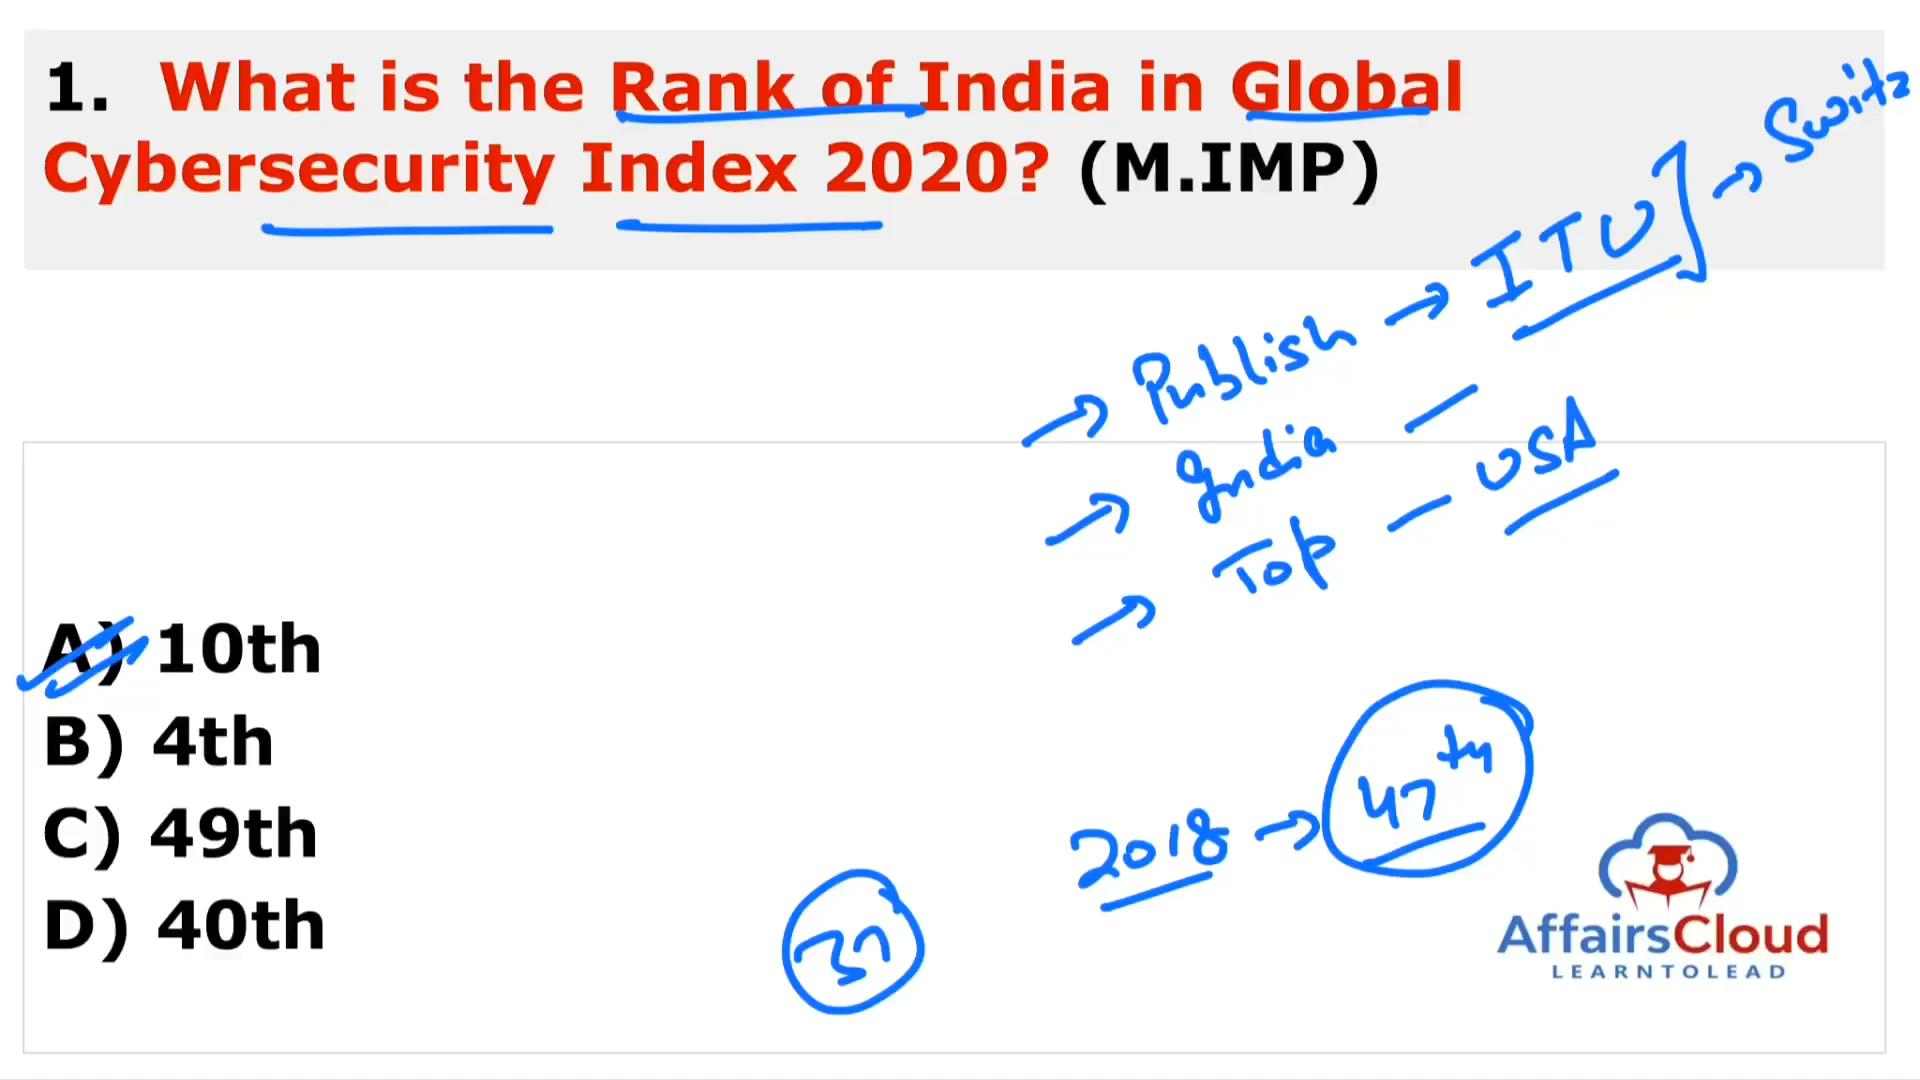 1. What is the Rank of India in Global
Cybersecurity Index 2020? (M.IMP)
Publish → ITU] → Switz
→ India —
→ Top — USA
A) 10th
B) 4th
C) 49th
D) 40th
2018 → 47th
37
AffairsCloud
LEARNTOLEAD